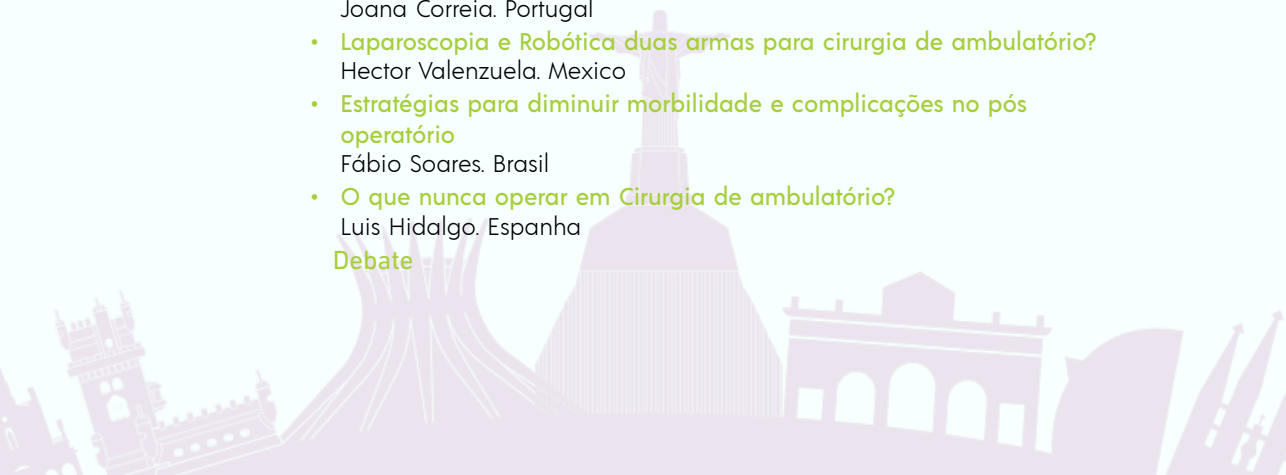 Joana Correia. Portugal
• Laparoscopia e Robótica duas armas para cirurgia de ambulatório?
Hector Valenzuela. Mexico
• Estratégias para diminuir morbilidade e complicações no pós
operatório
Fábio Soares. Brasil
• O que nunca operar em Cirurgia de ambulatório?
Luis Hidalgo. Espanha
Debate